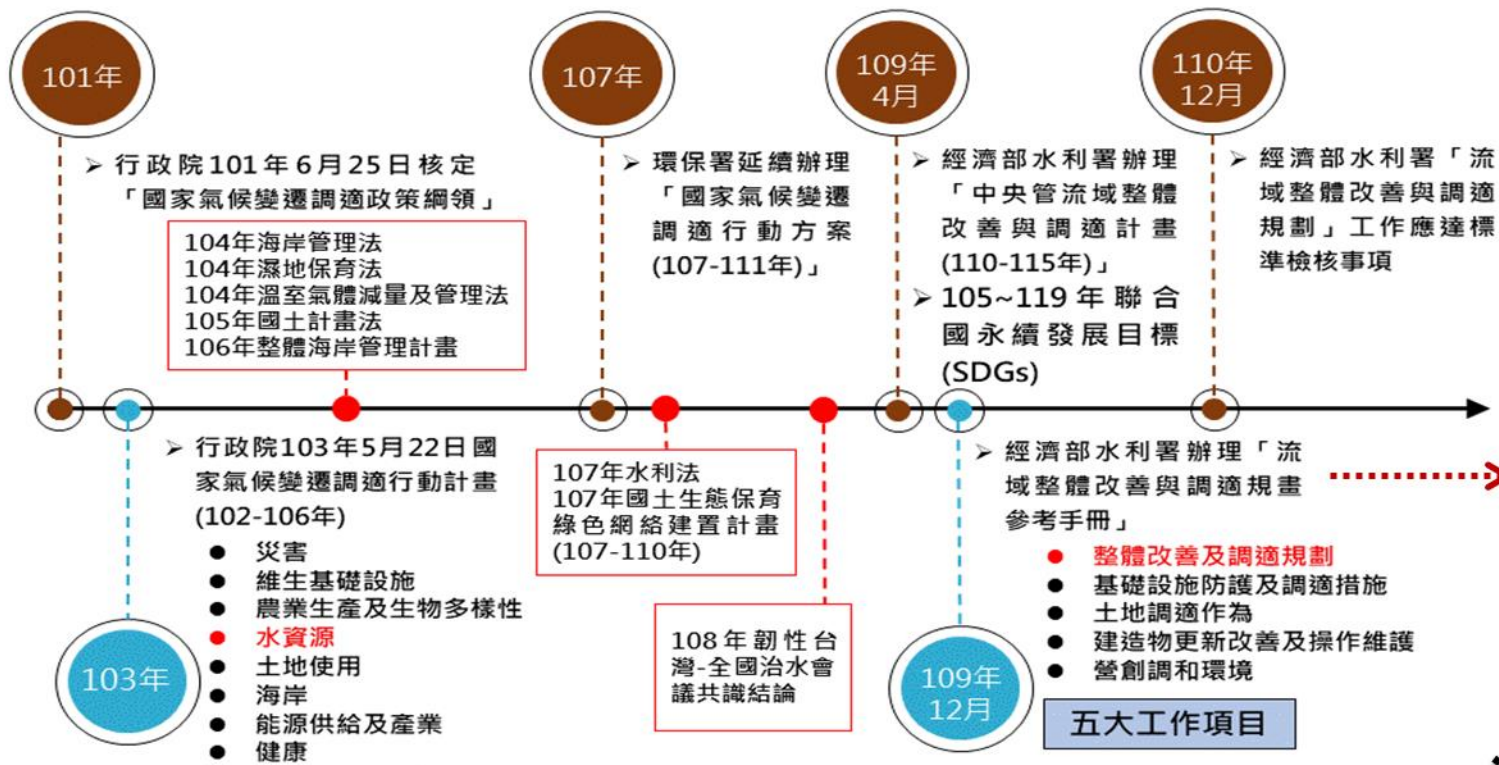 101年
107年
109年
4月
110年
12月
➢ 行政院101年6月25日核定
「國家氣候變遷調適政策綱領」
104年海岸管理法
104年濕地保育法
104年溫室氣體減量及管理法
105年國土計畫法
106年整體海岸管理計畫
➢ 環保署延續辦理
「國家氣候變遷
調適行動方案
(107-111年)」
➢ 經濟部水利署辦理
「中央管流域整體
改善與調適計畫
(110-115年)」
➢ 105~119年聯合
國永續發展目標
(SDGs)
➢ 經濟部水利署「流
域整體改善與調適
規劃」工作應達標
準檢核事項
➢ 行政院103年5月22日國
家氣候變遷調適行動計畫
(102-106年)
● 災害
● 維生基礎設施
● 農業生產及生物多樣性
● 水資源
● 土地使用
● 海岸
● 能源供給及產業
● 健康
103年
107年水利法
107年國土生態保育
綠色網絡建置計畫
(107-110年)
108年韌性台
灣-全國治水會
議共識結論
➢ 經濟部水利署辦理「流
域整體改善與調適規畫
參考手冊」
● 整體改善及調適規劃
● 基礎設施防護及調適措施
● 土地調適作為
● 建造物更新改善及操作維護
● 營創調和環境
109年
12月
五大工作項目